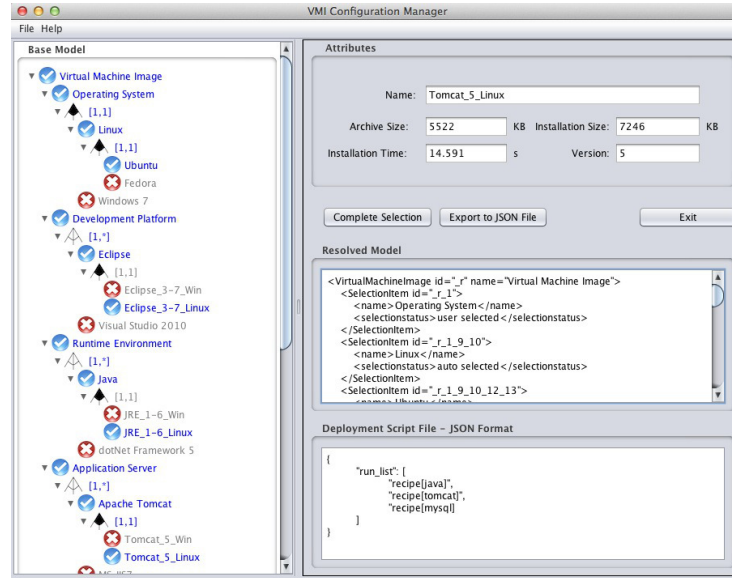 VMI Configuration Manager
File Help
Base Model
Virtual Machine Image
Operating System
[1,1]
Linux
[1,1]
Ubuntu
Fedora
Windows 7
Development Platform
[1,*]
Eclipse
[1,1]
Eclipse_3-7_Win
Eclipse_3-7_Linux
Visual Studio 2010
Runtime Environment
[1,*]
Java
[1,1]
JRE_1-6_Win
JRE_1-6_Linux
dotNet Framework 5
Application Server
[1,*]
Apache Tomcat
[1,1]
Tomcat_5_Win
Tomcat_5_Linux
Attributes
Name: Tomcat_5_Linux
Archive Size: 5522 KB Installation Size: 7246 KB
Installation Time: 14.591 s Version: 5
Complete Selection Export to JSON File Exit
Resolved Model
<VirtualMachineImage id="_r" name="Virtual Machine Image">
<SelectionItem id="_r_1">
<name>Operating System</name>
<selectionstatus>user selected</selectionstatus>
</SelectionItem>
<SelectionItem id="_r_1_9_10">
<name>Linux</name>
<selectionstatus>auto selected</selectionstatus>
</SelectionItem>
<SelectionItem id="_r_1_9_10_12_13">
<name>Ubuntu</name>
Deployment Script File - JSON Format
{
"run_list": [
"recipe[java]",
"recipe[tomcat]",
"recipe[mysql]
]
}